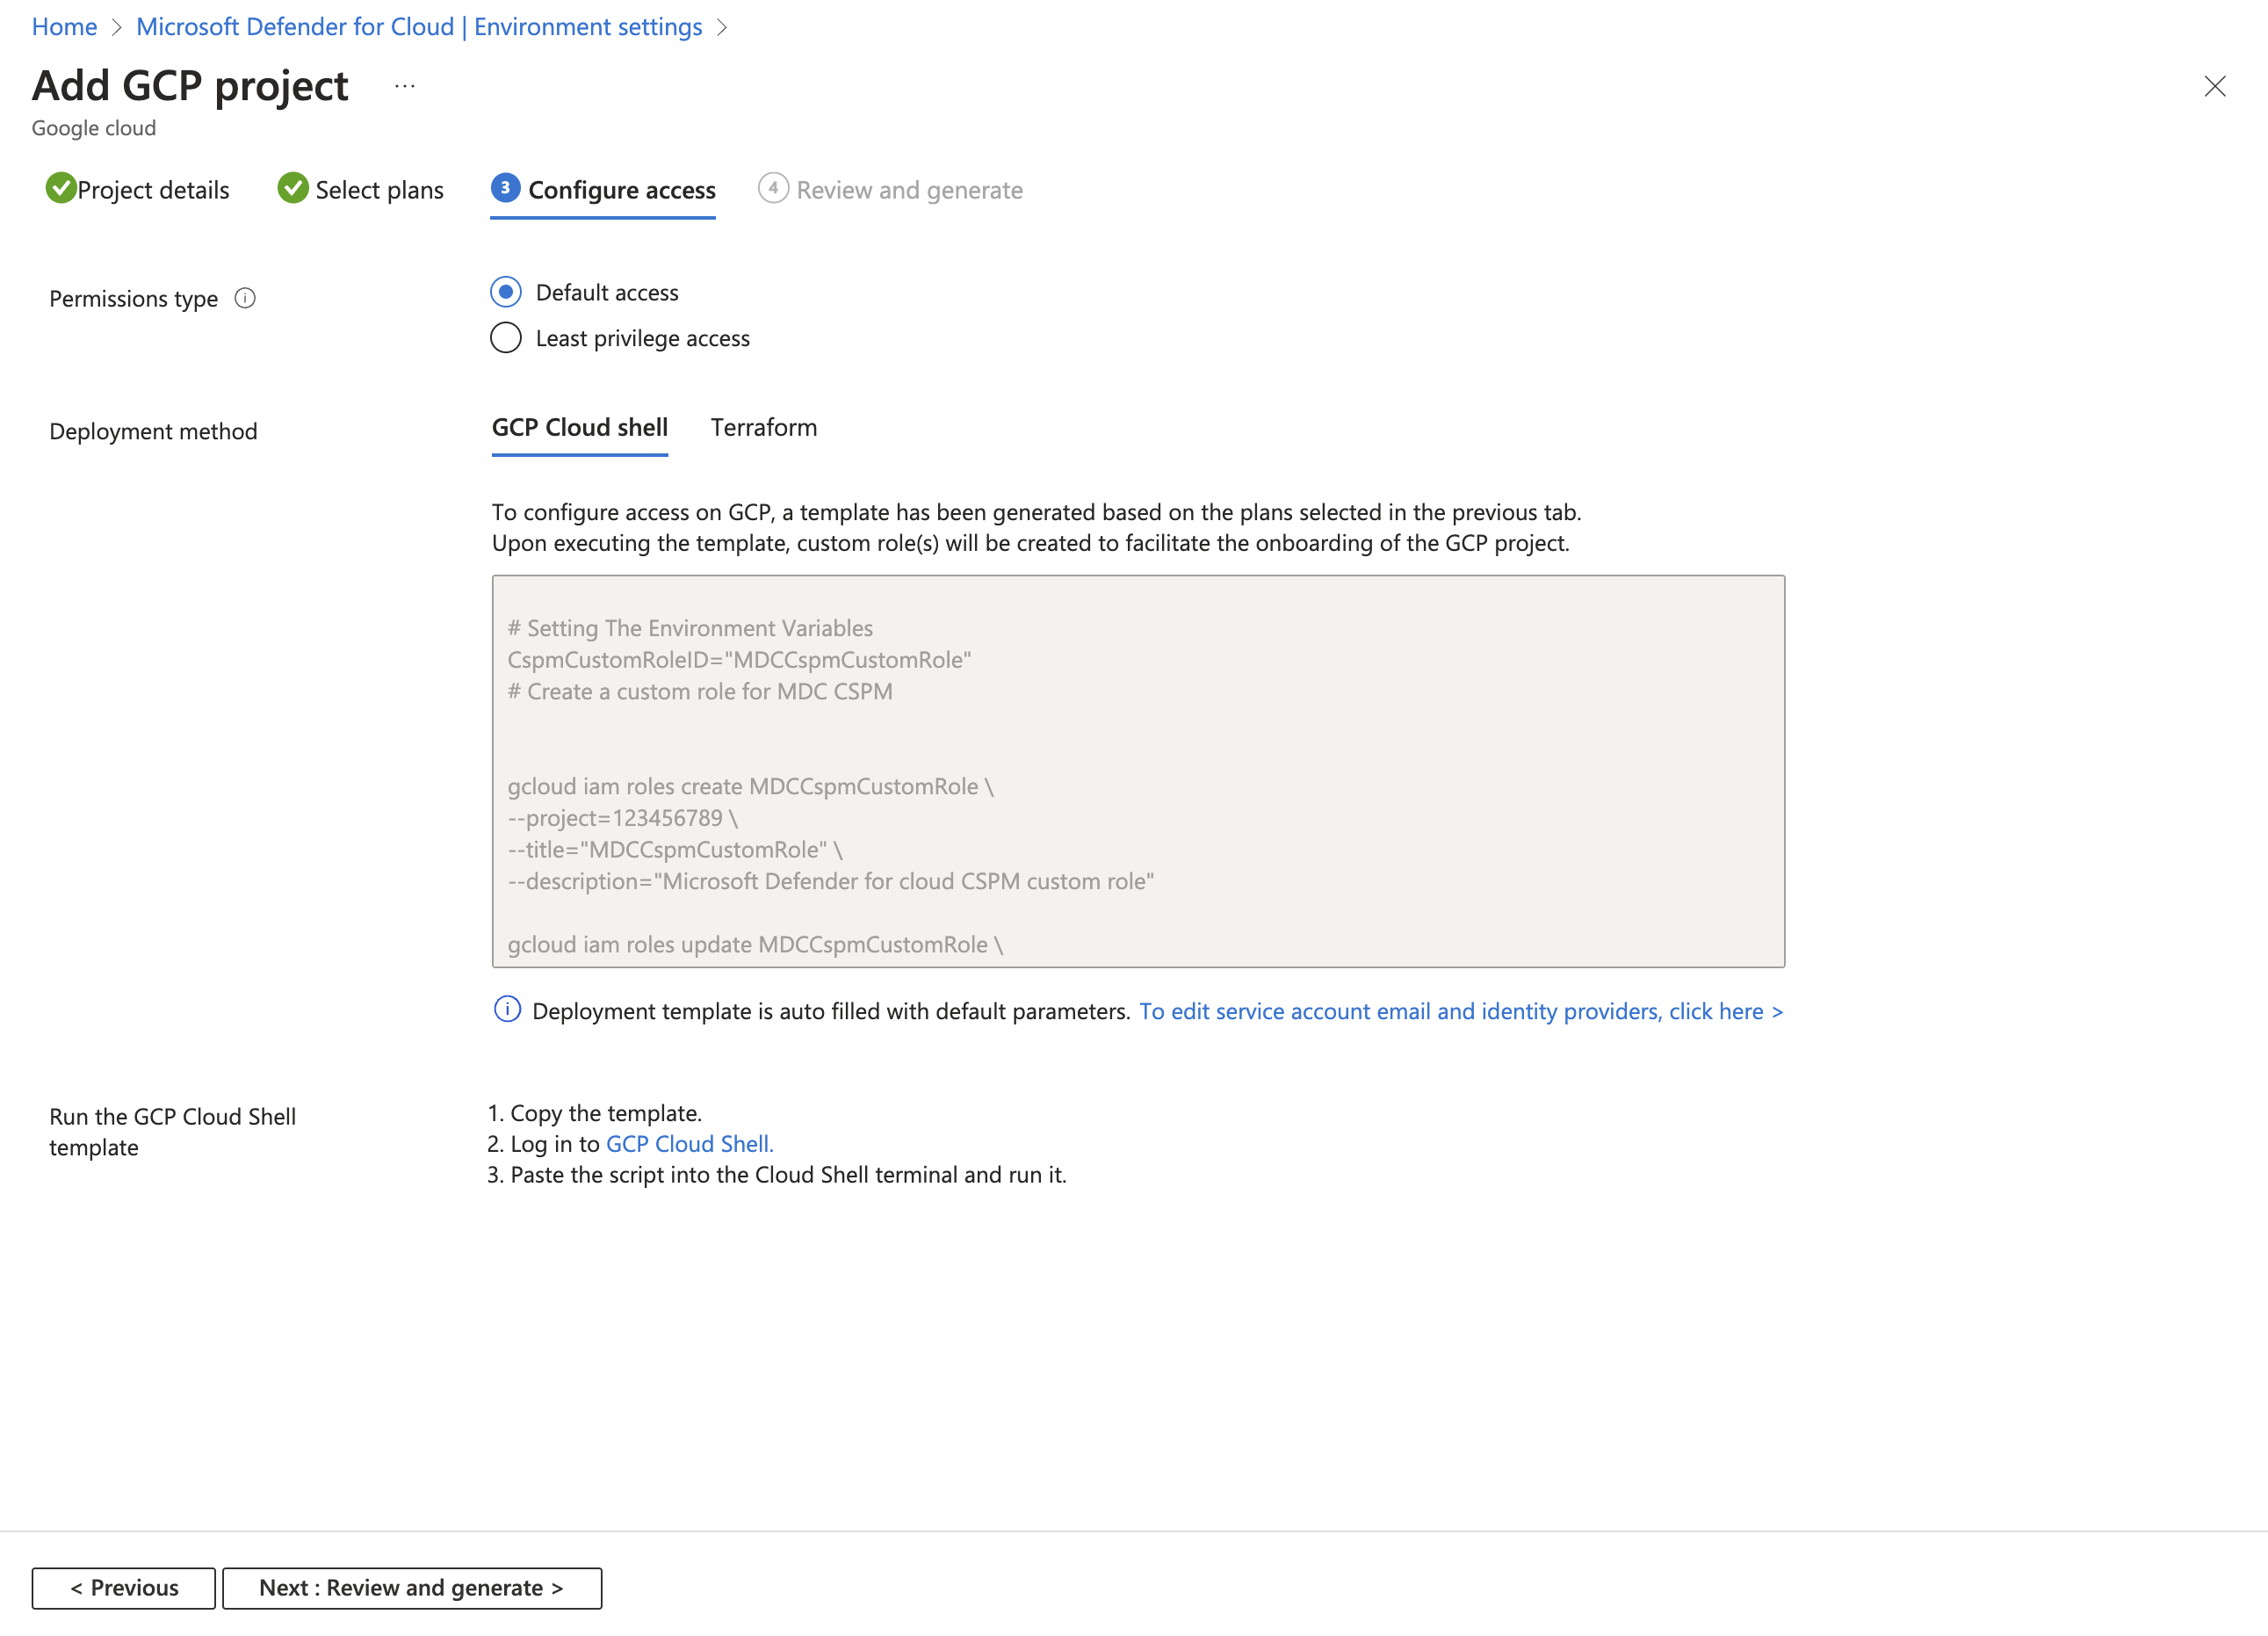 Home > Microsoft Defender for Cloud | Environment settings >
Add GCP project ...
Google cloud
Project details
Select plans
3 Configure access
4 Review and generate
Permissions type
Default access
Least privilege access
Deployment method
GCP Cloud shell
Terraform
To configure access on GCP, a template has been generated based on the plans selected in the previous tab.
Upon executing the template, custom role(s) will be created to facilitate the onboarding of the GCP project.
# Setting The Environment Variables
CspmCustomRoleID="MDCCspmCustomRole"
# Create a custom role for MDC CSPM
gcloud iam roles create MDCCspmCustomRole \
--project=123456789 \
--title="MDCCspmCustomRole" \
--description="Microsoft Defender for cloud CSPM custom role"
gcloud iam roles update MDCCspmCustomRole \
Deployment template is auto filled with default parameters. To edit service account email and identity providers, click here >
Run the GCP Cloud Shell
template
1. Copy the template.
2. Log in to GCP Cloud Shell.
3. Paste the script into the Cloud Shell terminal and run it.
< Previous
Next : Review and generate >